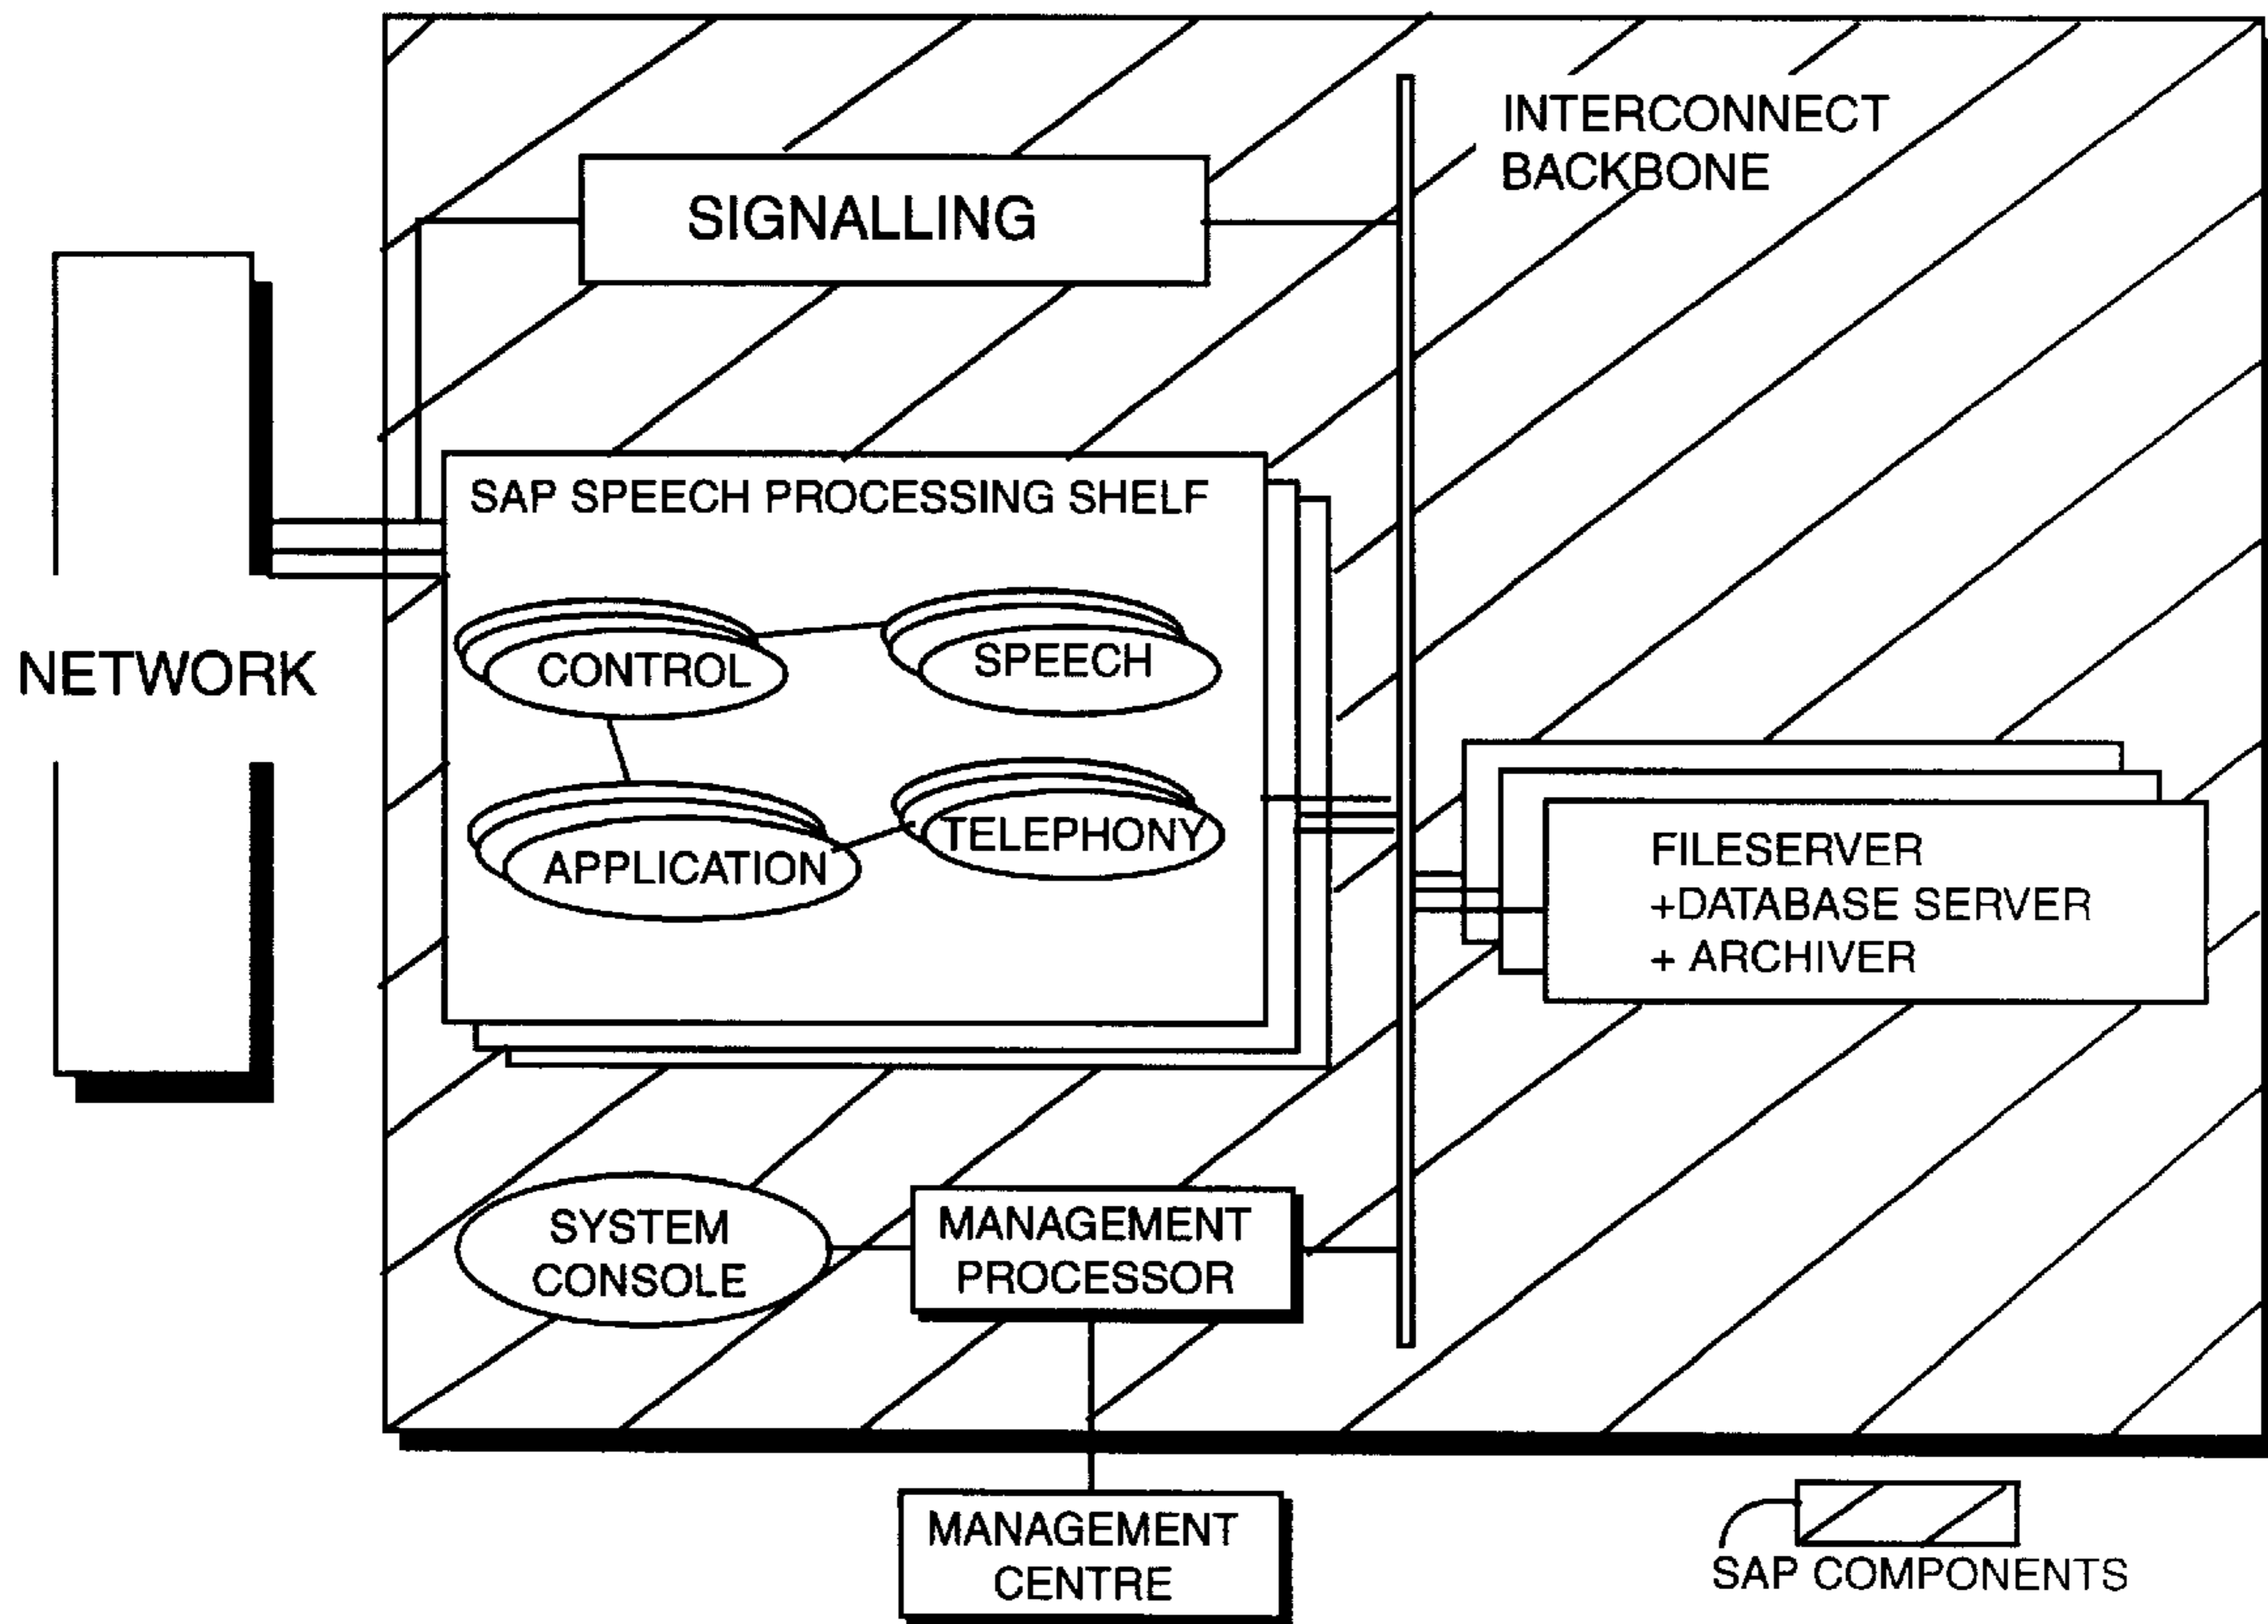 INTERCONNECT
BACKBONE
SIGNALLING
SAP SPEECH PROCESSING SHELF
NETWORK
CONTROL
SPEECH
APPLICATION
TELEPHONY
FILESERVER
+DATABASE SERVER
+ ARCHIVER
SYSTEM
CONSOLE
MANAGEMENT
PROCESSOR
MANAGEMENT
CENTRE
SAP COMPONENTS